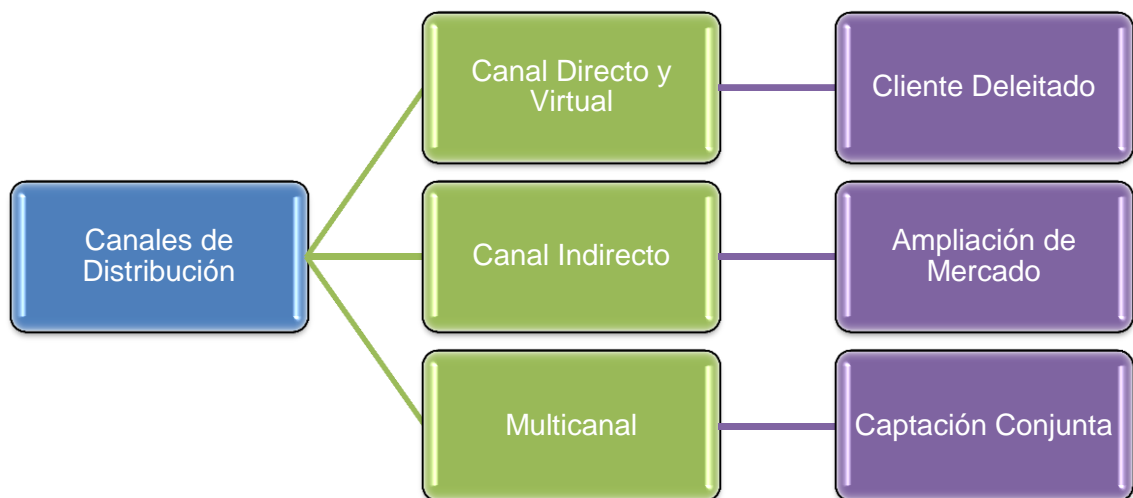 Canales de
Distribución
Canal Directo y
Virtual
Cliente Deleitado
Canal Indirecto
Ampliación de
Mercado
Multicanal
Captación Conjunta